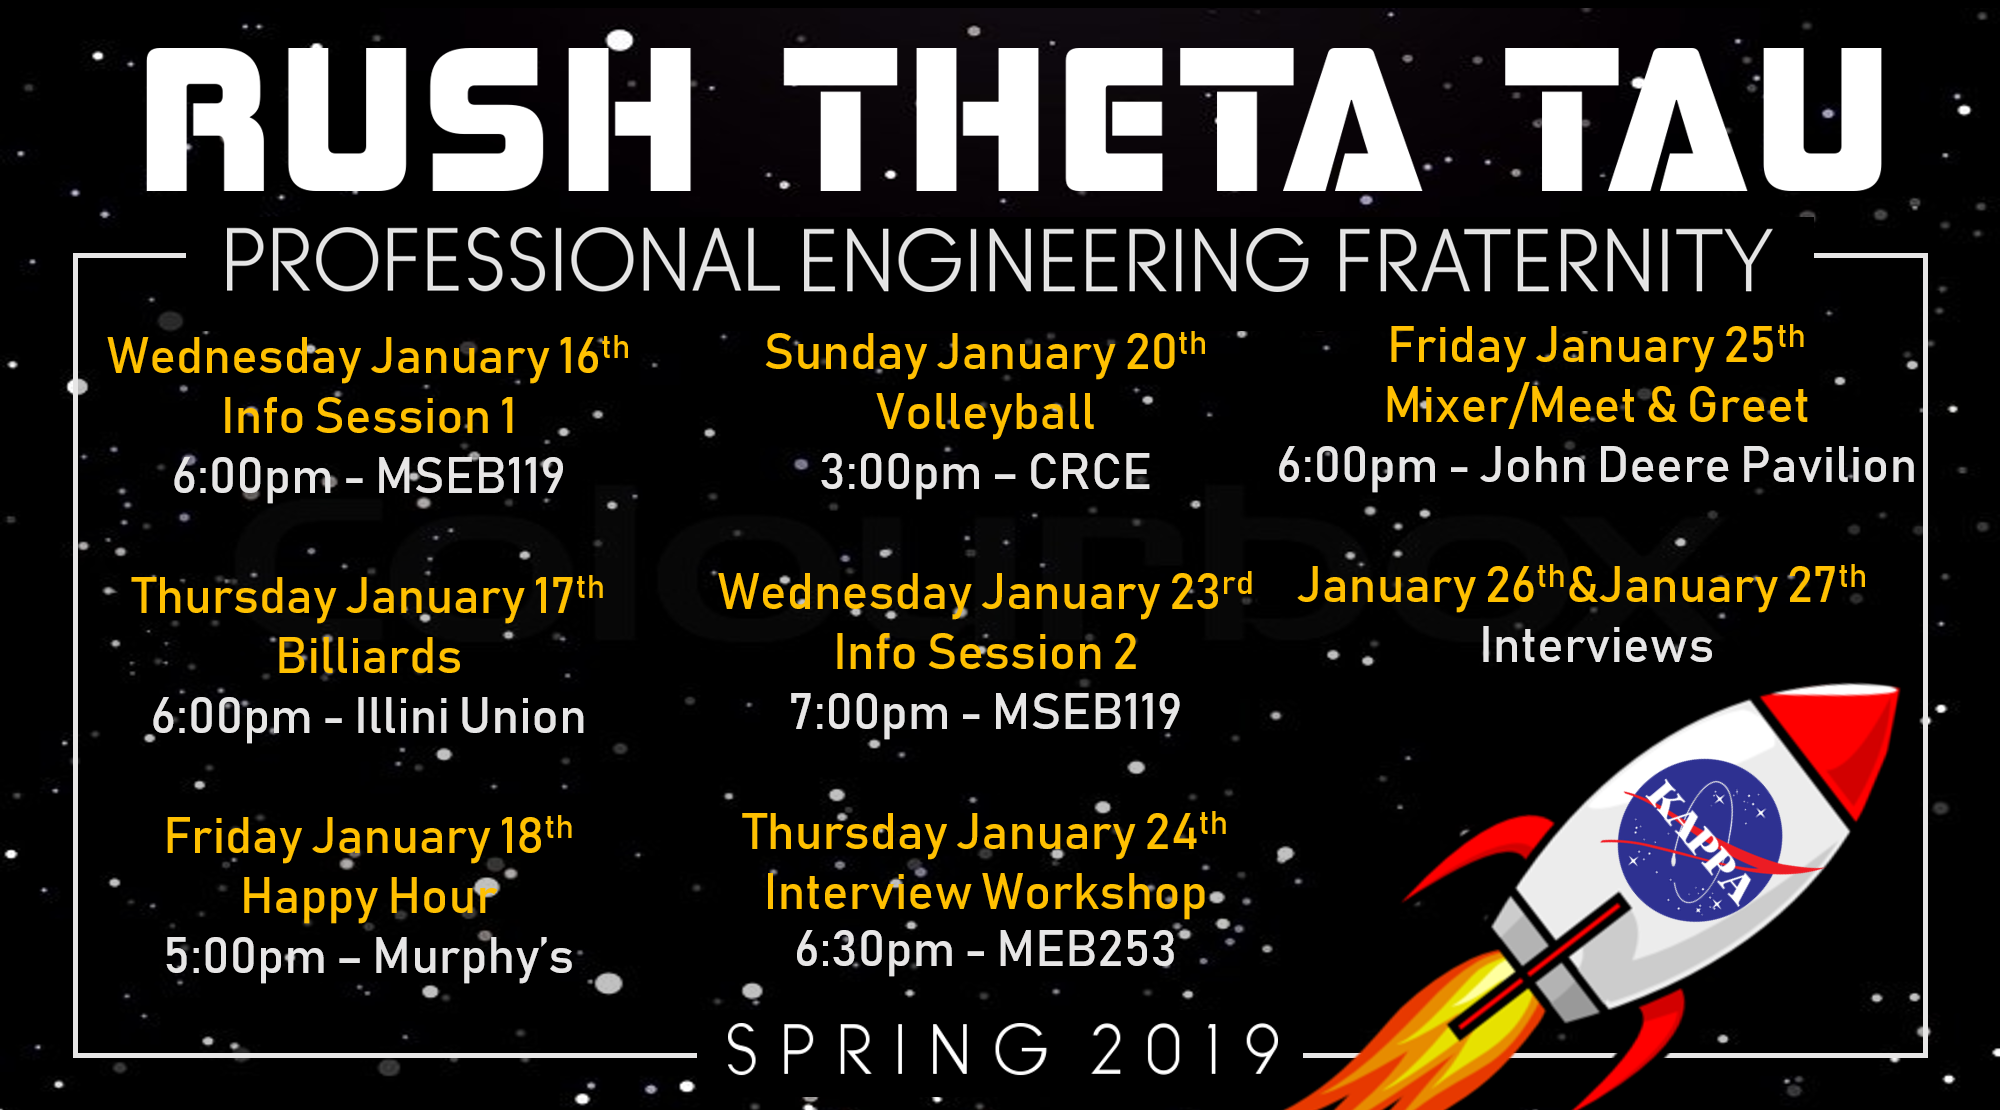 RUSH THETA TAU
PROFESSIONAL ENGINEERING FRATERNITY
Wednesday January 16th
Info Session 1
6:00pm - MSEB119
Thursday January 17th
Billiards
6:00pm - Illini Union
Friday January 18th
Happy Hour
5:00pm – Murphy's
Sunday January 20th
Volleyball
3:00pm – CRCE
Wednesday January 23rd
Info Session 2
7:00pm - MSEB119
Thursday January 24th
Interview Workshop
6:30pm - MEB253
Friday January 25th
Mixer/Meet & Greet
6:00pm - John Deere Pavilion
January 26th&January 27th
Interviews
KAPPA
SPRING 2019
colourbox